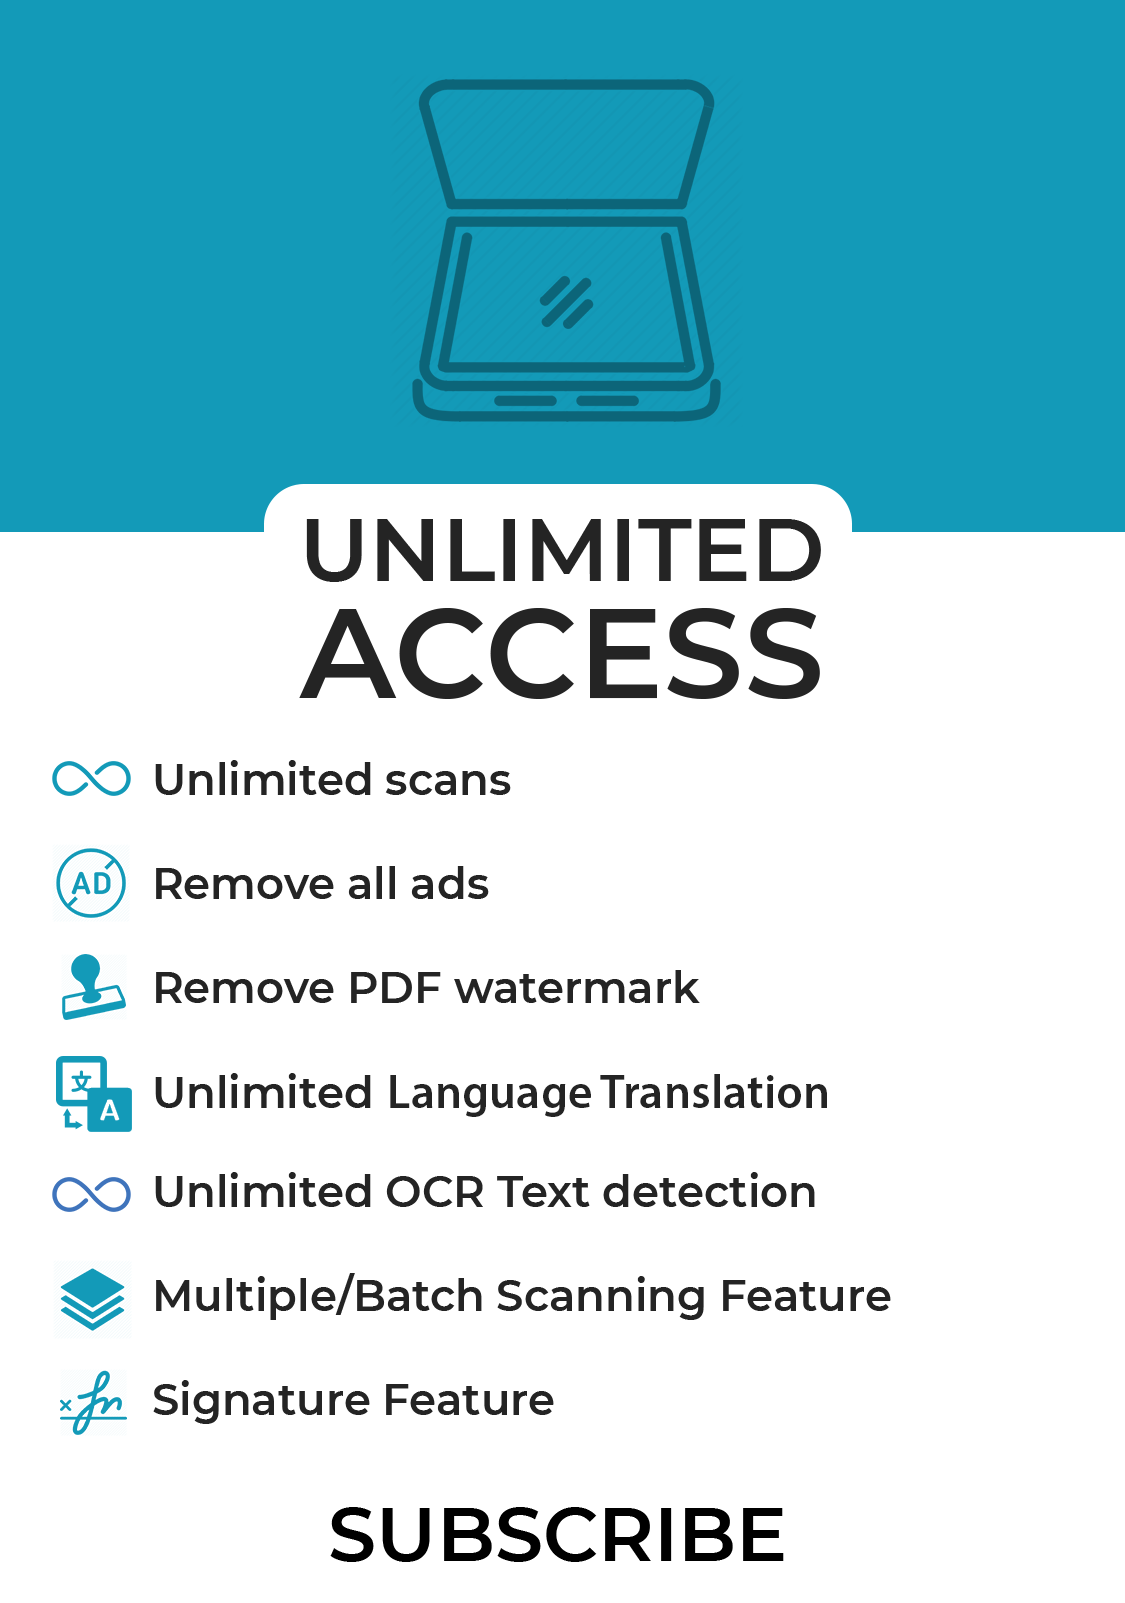 UNLIMITED
ACCESS
Unlimited scans
AD
Remove all ads
Remove PDF watermark
文
A
Unlimited Language Translation
Unlimited OCR Text detection
Multiple/Batch Scanning Feature
x
Signature Feature
SUBSCRIBE